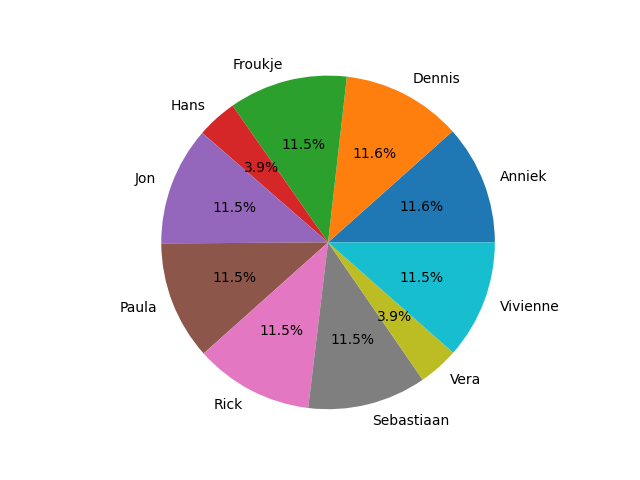 Froukje
Dennis
Hans
11.5%
11.6%
3.9%
Jon
Anniek
11.5%
11.6%
11.5%
11.5%
Paula
Vivienne
3.9%
11.5%
11.5%
Vera
Rick
Sebastiaan